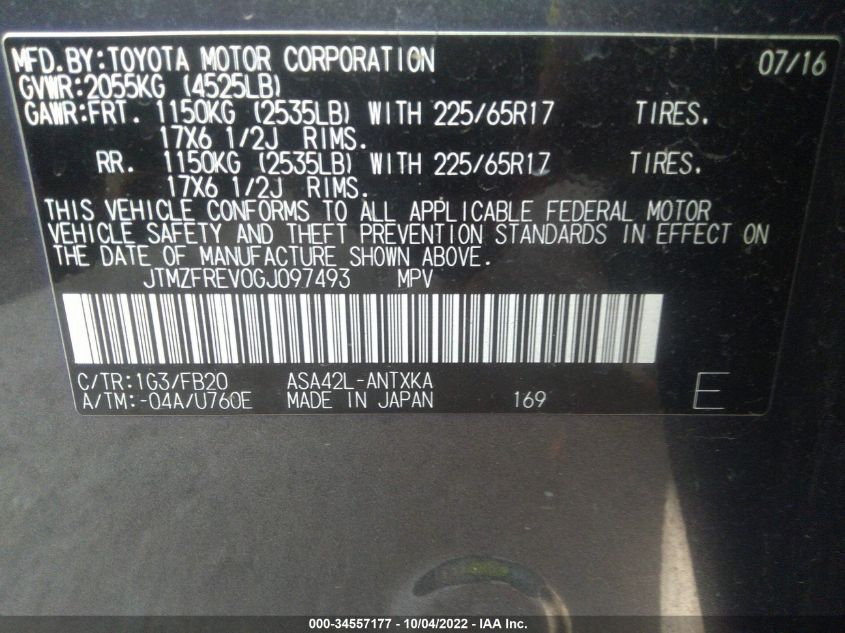 MFD.BY:TOYOTA MOTOR CORPORATION 07/16
GVWR:2055KG (4525LB)
GAWR:FRT. 1150KG (2535LB) WITH 225/65R17 TIRES.
17X6 1/2J RIMS.
RR. 1150KG (2535LB) WITH 225/65R17 TIRES.
17X6 1/2J RIMS.
THIS VEHICLE CONFORMS TO ALL APPLICABLE FEDERAL MOTOR
VEHICLE SAFETY AND THEFT PREVENTION STANDARDS IN EFFECT ON
THE DATE OF MANUFACTURE SHOWN ABOVE.
JTMZFREV0GJ097493 MPV
C/TR:1G3/FB20 ASA42L-ANTXKA
A/TM:-04A/U760E MADE IN JAPAN 169 E
000-34557177 - 10/04/2022 - IAA Inc.